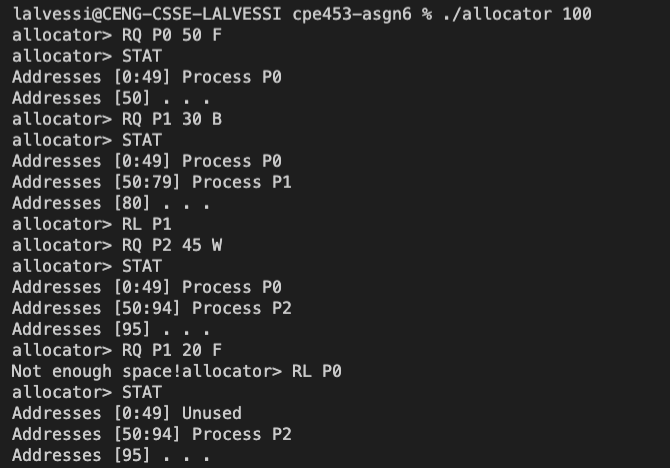 lalvessi@CENG-CSSE-LALVESSI cpe453-asgn6 % ./allocator 100
allocator> RQ P0 50 F
allocator> STAT
Addresses [0:49] Process P0
Addresses [50] . . .
allocator> RQ P1 30 B
allocator> STAT
Addresses [0:49] Process P0
Addresses [50:79] Process P1
Addresses [80] . . .
allocator> RL P1
allocator> RQ P2 45 W
allocator> STAT
Addresses [0:49] Process P0
Addresses [50:94] Process P2
Addresses [95] . . .
allocator> RQ P1 20 F
Not enough space!allocator> RL P0
allocator> STAT
Addresses [0:49] Unused
Addresses [50:94] Process P2
Addresses [95] . . .